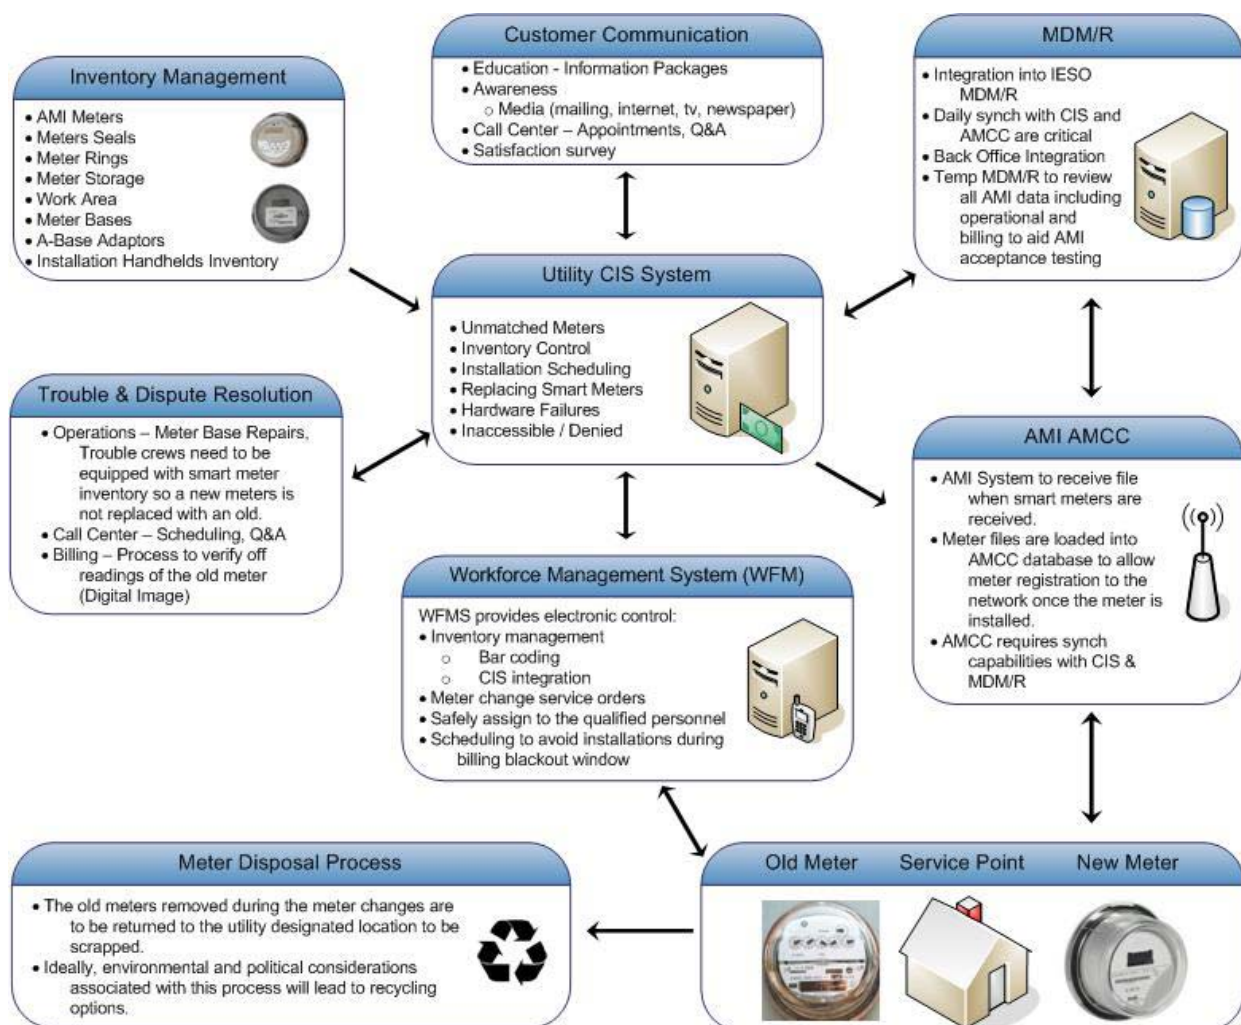 Customer Communication
• Education - Information Packages
• Awareness
o Media (mailing, internet, tv, newspaper)
• Call Center – Appointments, Q&A
• Satisfaction survey
MDM/R
• Integration into IESO
MDM/R
• Daily synch with CIS and
AMCC are critical
• Back Office Integration
• Temp MDM/R to review
all AMI data including
operational and
billing to aid AMI
acceptance testing
Inventory Management
• AMI Meters
• Meters Seals
• Meter Rings
• Meter Storage
• Work Area
• Meter Bases
• A-Base Adaptors
• Installation Handhelds Inventory
Utility CIS System
• Unmatched Meters
• Inventory Control
• Installation Scheduling
• Replacing Smart Meters
• Hardware Failures
• Inaccessible / Denied
Trouble & Dispute Resolution
• Operations – Meter Base Repairs,
Trouble crews need to be
equipped with smart meter
inventory so a new meters is
not replaced with an old.
• Call Center – Scheduling, Q&A
• Billing – Process to verify off
readings of the old meter
(Digital Image)
AMI AMCC
• AMI System to receive file
when smart meters are
received.
• Meter files are loaded into
AMCC database to allow
meter registration to the
network once the meter is
installed.
• AMCC requires synch
capabilities with CIS &
MDM/R
Workforce Management System (WFM)
WFMS provides electronic control:
• Inventory management
o Bar coding
o CIS integration
• Meter change service orders
• Safely assign to the qualified personnel
• Scheduling to avoid installations during
billing blackout window
Meter Disposal Process
• The old meters removed during the meter changes are
to be returned to the utility designated location to be
scrapped.
• Ideally, environmental and political considerations
associated with this process will lead to recycling
options.
Old Meter Service Point New Meter